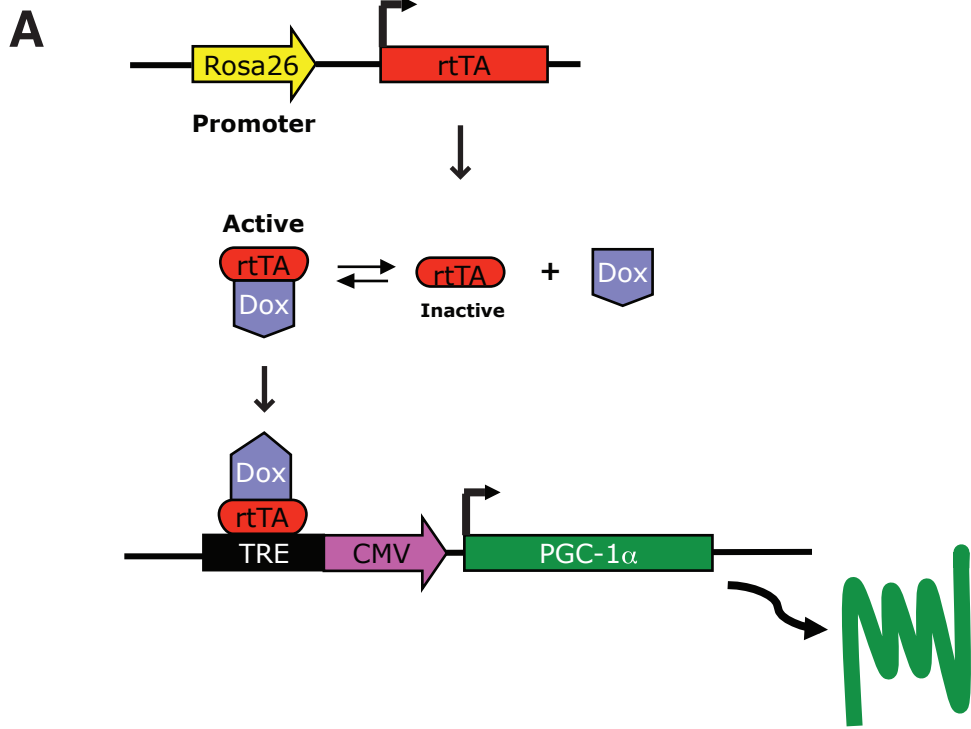 A
Rosa26
rtTA
Promoter
Active
rtTA
Dox
rtTA
Inactive
+
Dox
Dox
rtTA
TRE
CMV
PGC-1α